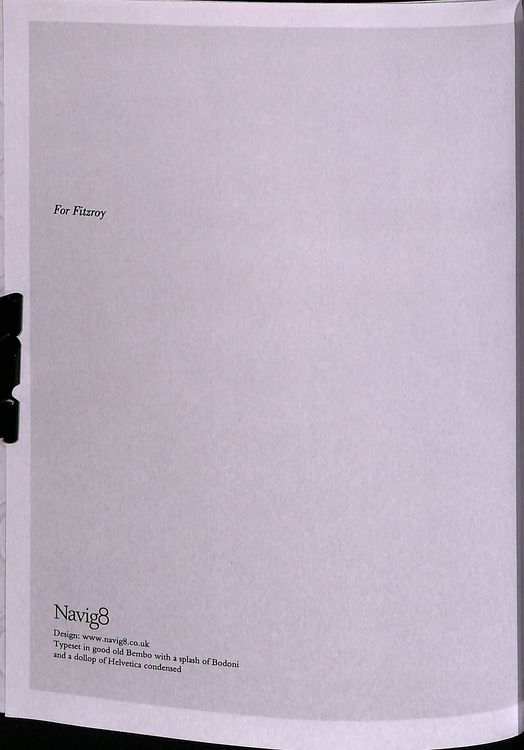 For Fitzroy
Navig8
Design: www.navig8.co.uk
Typeset in good old Bembo with a splash of Bodoni
and a dollop of Helvetica condensed